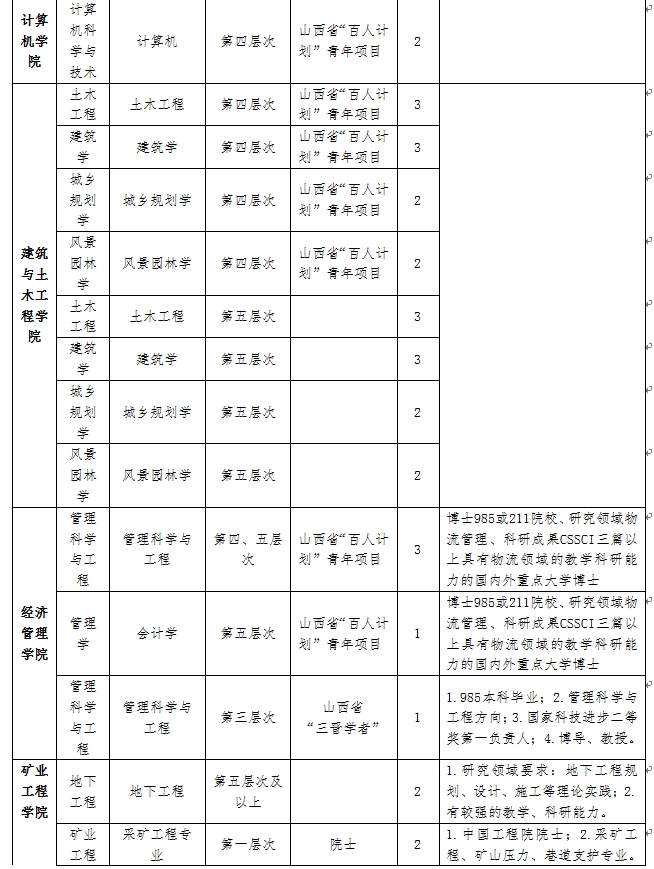 计算
机学
院
计算
机科
学与
技术
计算机
第四层次
山西省“百人计
划”青年项目
2
建筑
与土
木工
程学
院
土木
工程
土木工程
第四层次
山西省“百人计
划”青年项目
3
建筑
学
建筑学
第四层次
山西省“百人计
划”青年项目
3
城乡
规划
学
城乡规划学
第四层次
山西省“百人计
划”青年项目
2
风景
园林
学
风景园林学
第四层次
山西省“百人计
划”青年项目
2
土木
工程
土木工程
第五层次
3
建筑
学
建筑学
第五层次
3
城乡
规划
学
城乡规划学
第五层次
2
风景
园林
学
风景园林学
第五层次
2
经济
管理
学院
管理
科学
与工
程
管理科学与
工程
第四、五层
次
山西省“百人计
划”青年项目
3
博士985或211院校、研究领域物
流管理、科研成果CSSCI三篇以
上具有物流领域的教学科研能
力的国内外重点大学博士
管理
学
会计学
第五层次
山西省“百人计
划”青年项目
1
博士985或211院校、研究领域物
流管理、科研成果CSSCI三篇以
上具有物流领域的教学科研能
力的国内外重点大学博士
管理
科学
与工
程
管理科学与
工程
第三层次
山西省
“三晋学者”
1
1.985本科毕业；2.管理科学与
工程方向；3.国家科技进步二等
奖第一负责人；4.博导、教授。
矿业
工程
学院
地下
工程
地下工程
第五层次及
以上
2
1.研究领域要求：地下工程规
划、设计、施工等理论实践；2.
有较强的教学、科研能力。
矿业
工程
采矿工程专
业
第一层次
院士
2
1.中国工程院院士；2.采矿工
程、矿山压力、巷道支护专业。